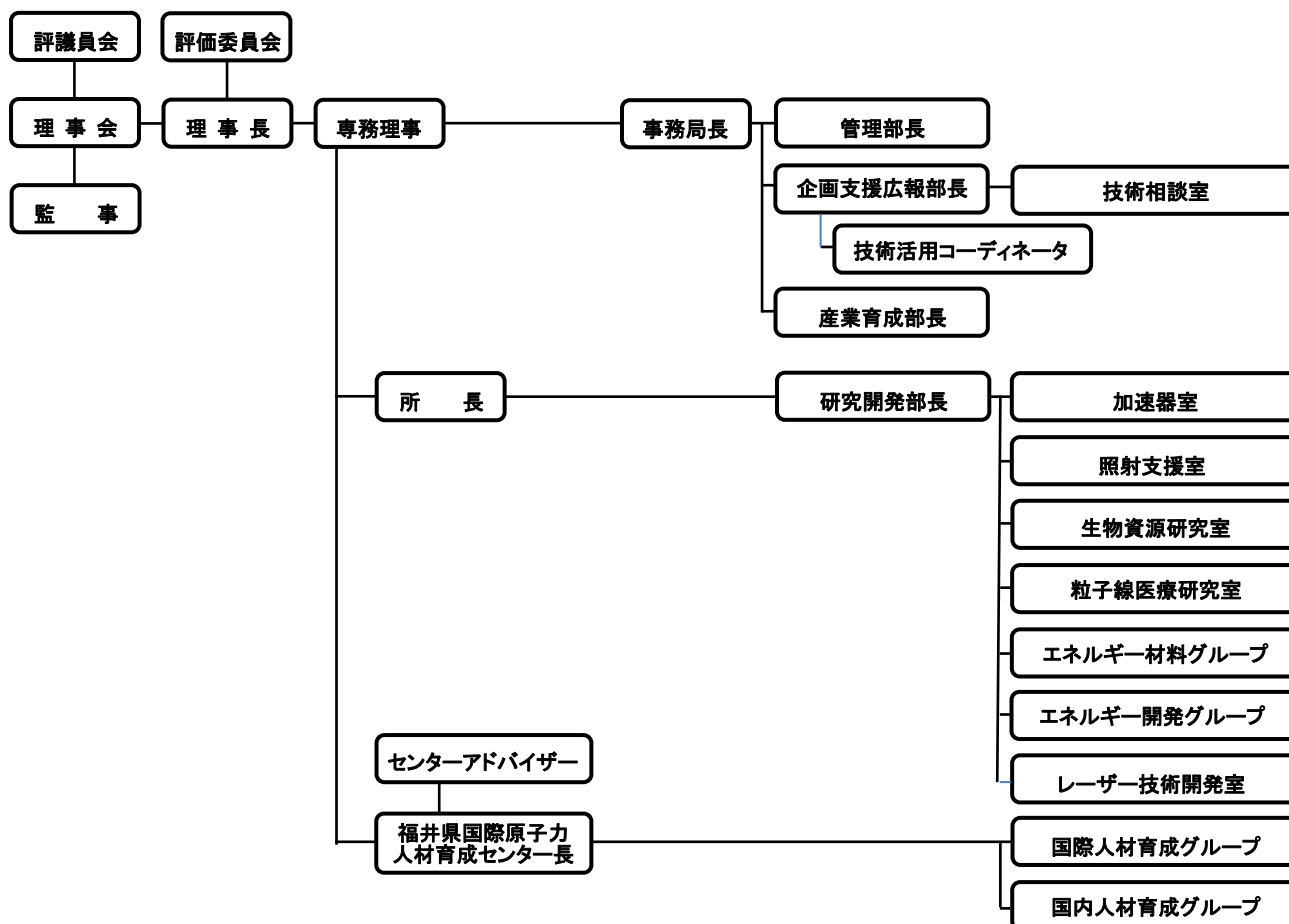 評議員会
評価委員会
理 事 会
理 事 長
専務理事
事務局長
管理部長
監 事
企画支援広報部長
技術相談室
技術活用コーディネータ
産業育成部長
所 長
研究開発部長
加速器室
照射支援室
生物資源研究室
粒子線医療研究室
エネルギー材料グループ
エネルギー開発グループ
レーザー技術開発室
センターアドバイザー
福井県国際原子力
人材育成センター長
国際人材育成グループ
国内人材育成グループ